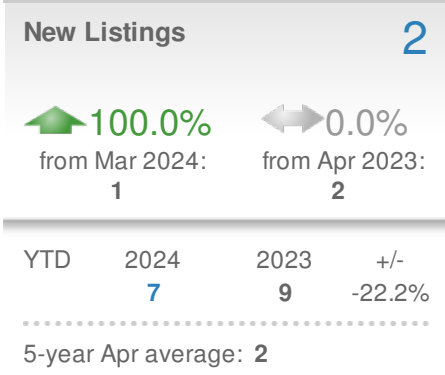 New Listings 2
100.0% 0.0%
from Mar 2024: from Apr 2023:
1 2
YTD 2024 2023 +/-
7 9 -22.2%
5-year Apr average: 2